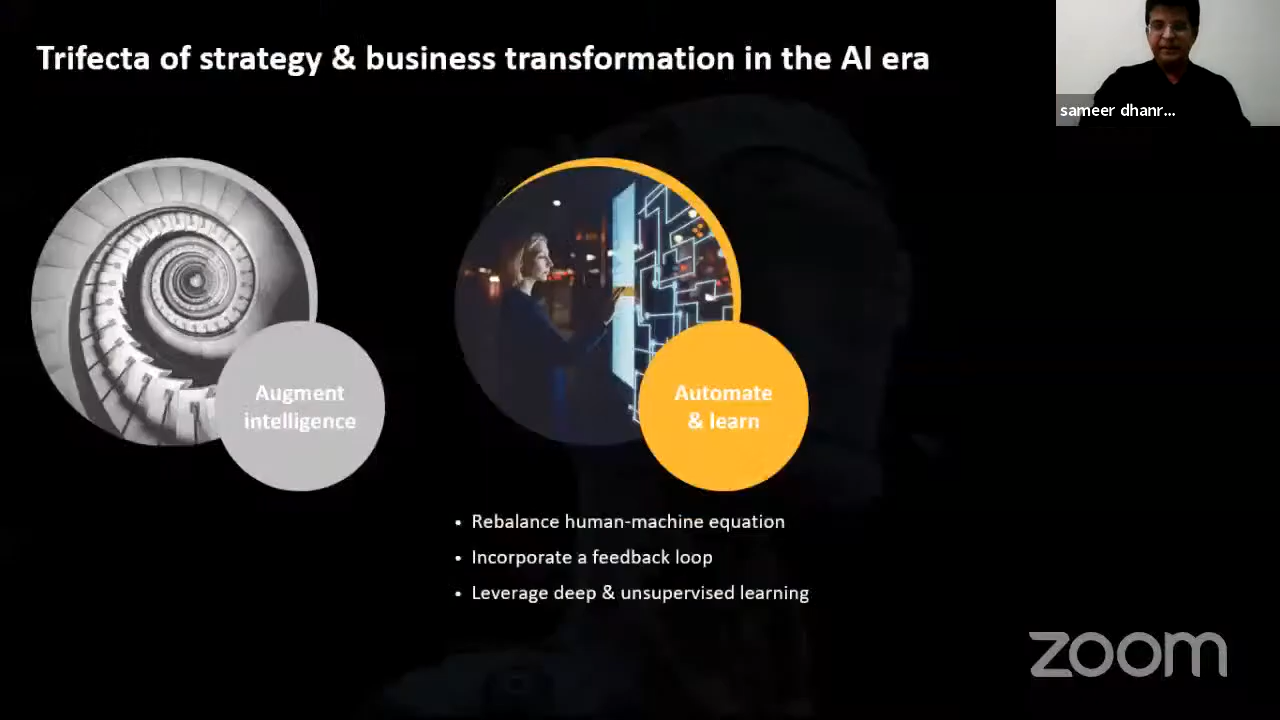 Trifecta of strategy & business transformation in the AI era
sameer dhanr...
Augment
intelligence
Automate
& learn
• Rebalance human-machine equation
• Incorporate a feedback loop
• Leverage deep & unsupervised learning
zoom